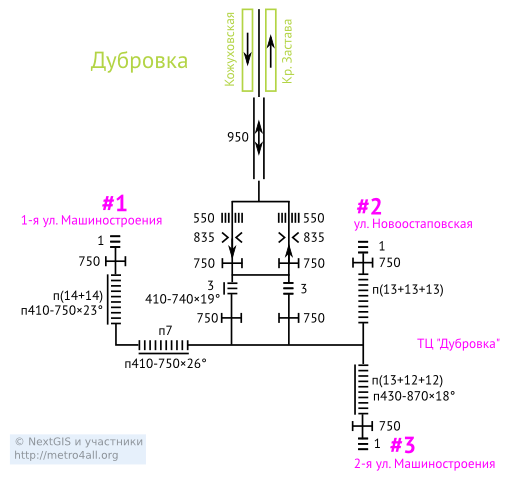 Кожуховская
Кр. Застава
Дубровка
950
#1
1-я ул. Машиностроения
#2
ул. Новоостаповская
550
550
835
835
1
1
750
750
750
750
3
3
п(14+14)
п410-750×23°
410-740×19°
п(13+13+13)
750
750
п7
ТЦ "Дубровка"
п410-750×26°
п(13+12+12)
п430-870×18°
750
1
#3
2-я ул. Машиностроения
© NextGIS и участники
http://metro4all.org